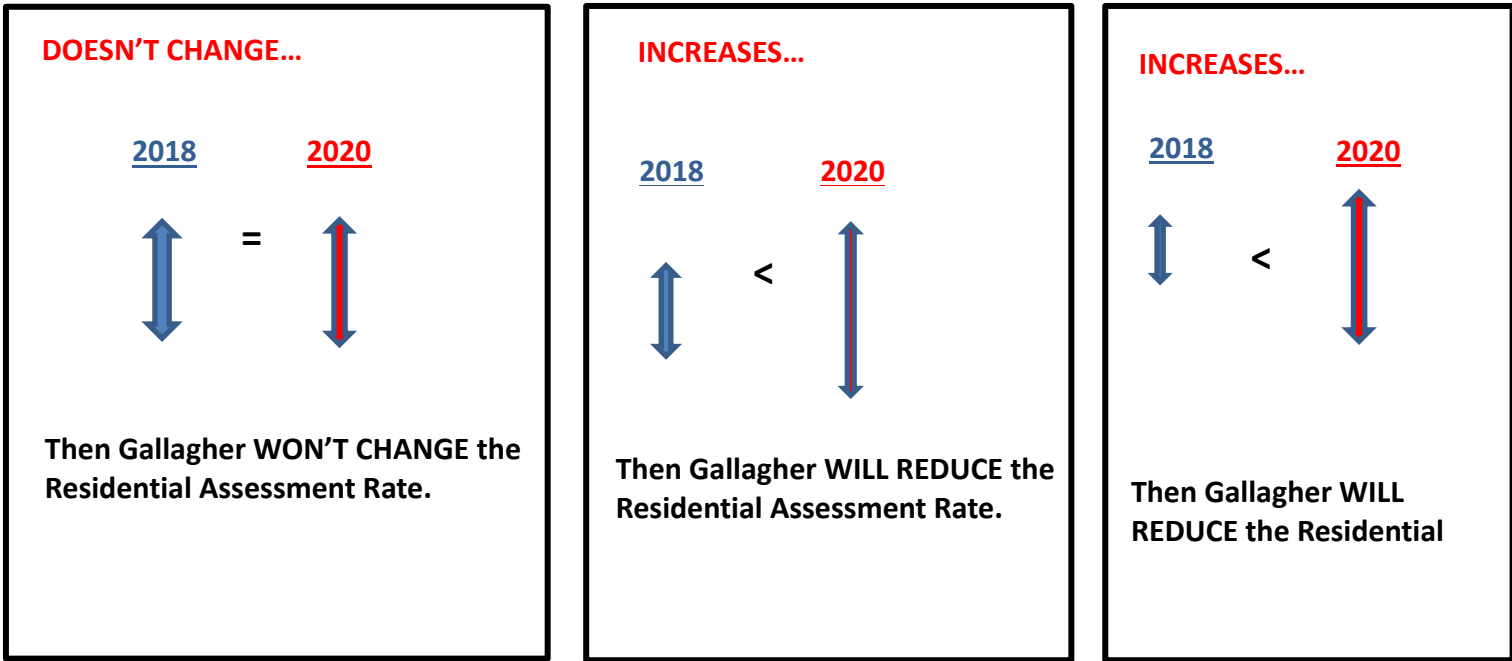 DOESN’T CHANGE…
2018 2020
=
Then Gallagher WON’T CHANGE the
Residential Assessment Rate.
INCREASES…
2018 2020
<
Then Gallagher WILL REDUCE the
Residential Assessment Rate.
INCREASES…
2018 2020
<
Then Gallagher WILL
REDUCE the Residential